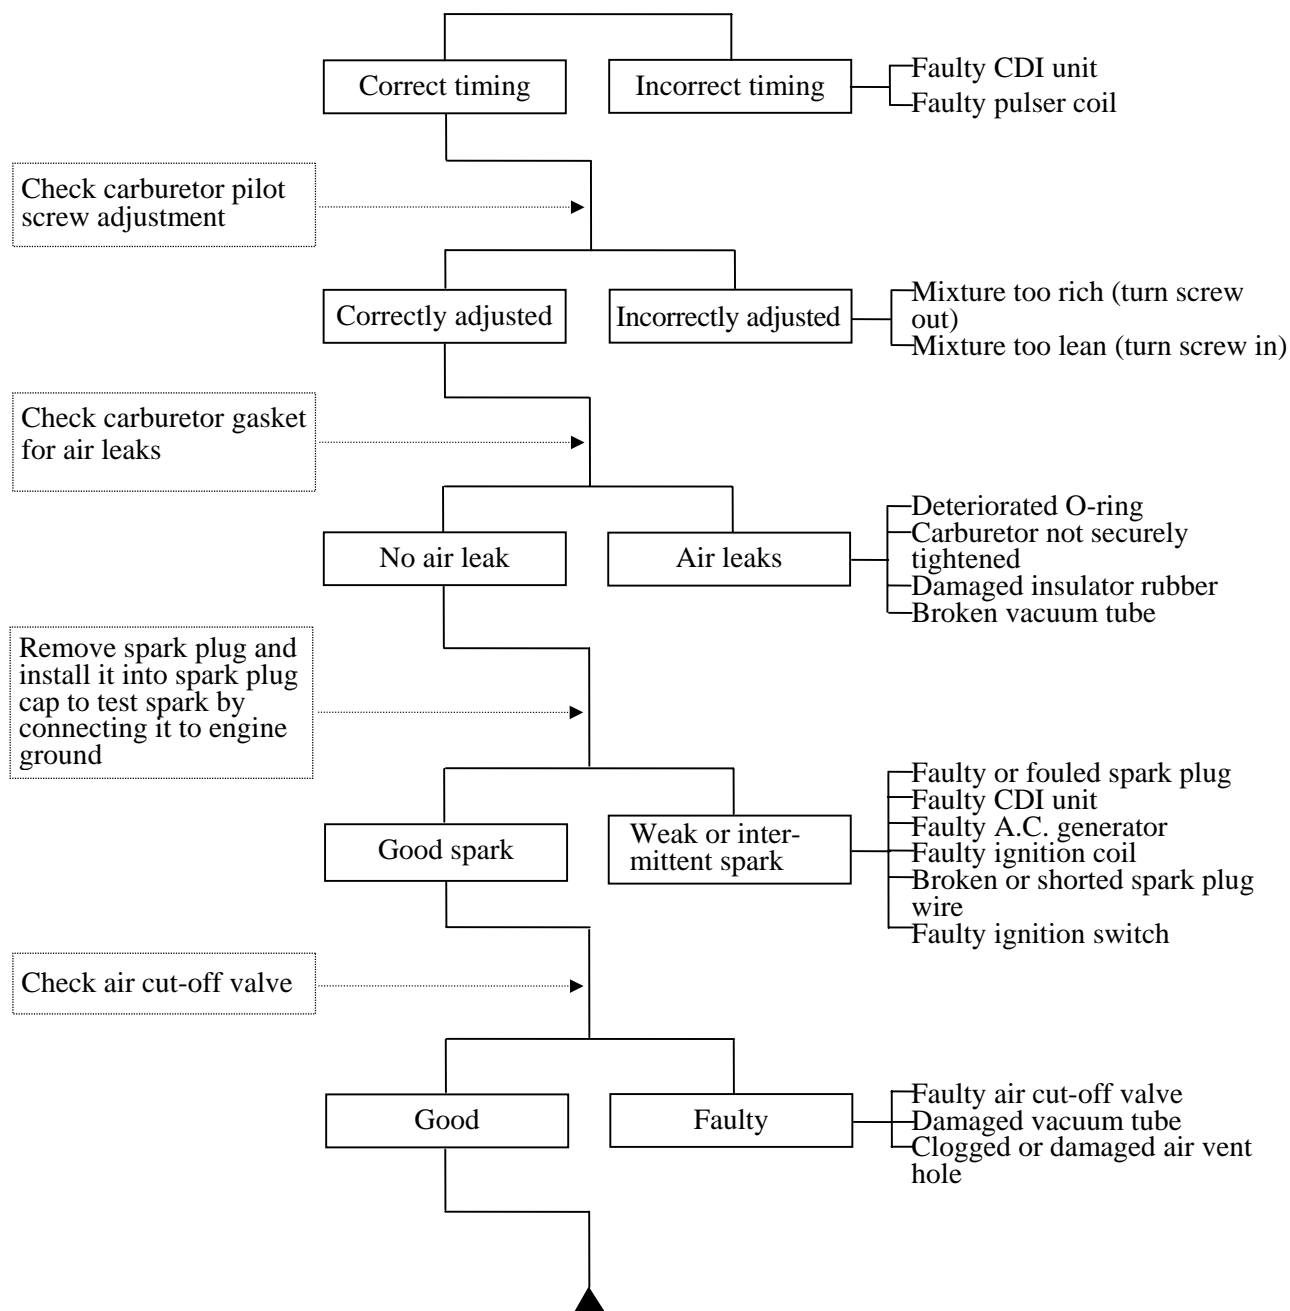 Correct timing
Incorrect timing
Faulty CDI unit
Faulty pulser coil
Check carburetor pilot
screw adjustment
Correctly adjusted
Incorrectly adjusted
Mixture too rich (turn screw
out)
Mixture too lean (turn screw in)
Check carburetor gasket
for air leaks
No air leak
Air leaks
Deteriorated O-ring
Carburetor not securely
tightened
Damaged insulator rubber
Broken vacuum tube
Remove spark plug and
install it into spark plug
cap to test spark by
connecting it to engine
ground
Good spark
Weak or inter-
mittent spark
Faulty or fouled spark plug
Faulty CDI unit
Faulty A.C. generator
Faulty ignition coil
Broken or shorted spark plug
wire
Faulty ignition switch
Check air cut-off valve
Good
Faulty
Faulty air cut-off valve
Damaged vacuum tube
Clogged or damaged air vent
hole